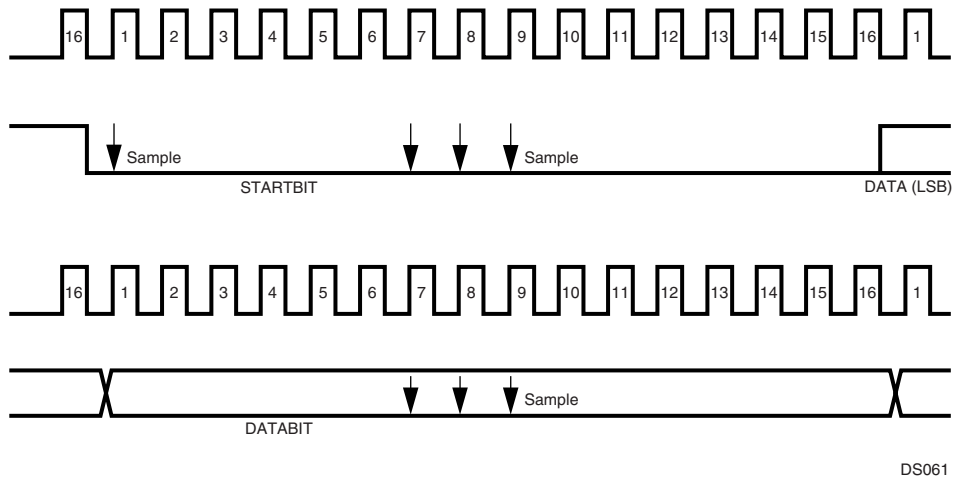 16 1 2 3 4 5 6 7 8 9 10 11 12 13 14 15 16 1
Sample Sample
STARTBIT DATA (LSB)
16 1 2 3 4 5 6 7 8 9 10 11 12 13 14 15 16 1
Sample
DATABIT
DS061